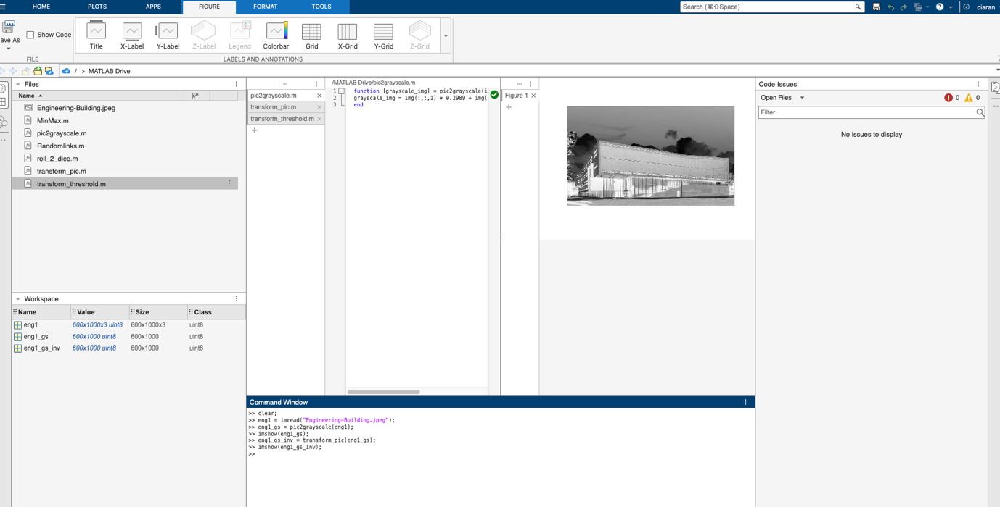 HOME PLOTS APPS FIGURE FORMAT TOOLS Search (⌘⇧Space) ? ciaran
ave As
Show Code
Title X-Label Y-Label Z-Label Legend Colorbar Grid X-Grid Y-Grid Z-Grid
FILE LABELS AND ANNOTATIONS
/ > MATLAB Drive
Files
Name
Engineering-Building.jpeg
MinMax.m
pic2grayscale.m
Randomlinks.m
roll_2_dice.m
transform_pic.m
transform_threshold.m
Workspace
Name Value Size Class
eng1 600x1000x3 uint8 600x1000x3 uint8
eng1_gs 600x1000 uint8 600x1000 uint8
eng1_gs_inv 600x1000 uint8 600x1000 uint8
pic2grayscale.m ×
transform_pic.m ×
transform_threshold.m ×
+
/MATLAB Drive/pic2grayscale.m
1 function [grayscale_img] = pic2grayscale(i
2 grayscale_img = img(:,:,1) * 0.2989 + img(
3 end
Figure 1 ×
+
Command Window
>> clear;
>> eng1 = imread("Engineering-Building.jpeg");
>> eng1_gs = pic2grayscale(eng1);
>> imshow(eng1_gs);
>> eng1_gs_inv = transform_pic(eng1_gs);
>> imshow(eng1_gs_inv);
>>
Code Issues
Open Files ! 0 0
Filter
No issues to display